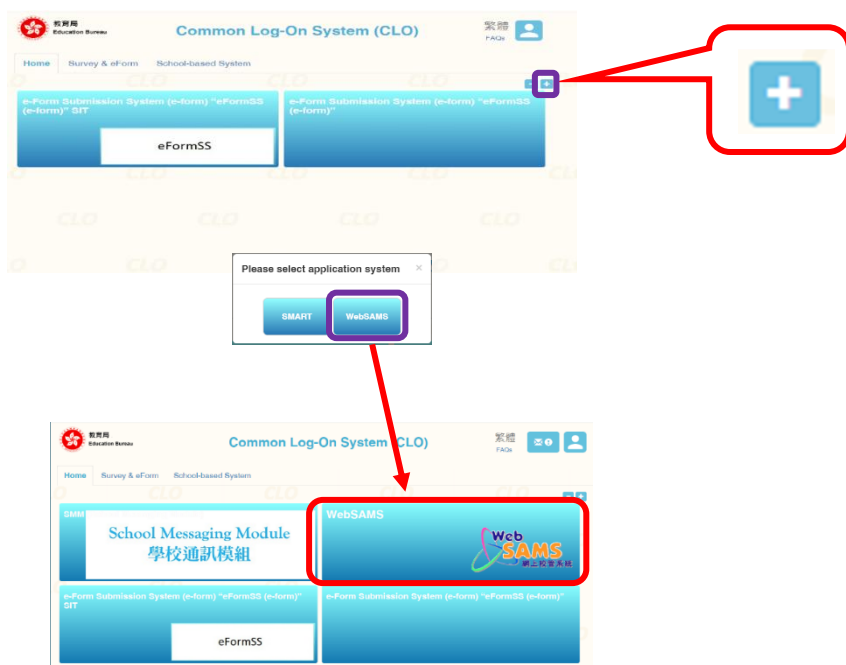 教育局
Education Bureau
Common Log-On System (CLO)
繁體
FAQs
Home Survey & eForm School-based System
e-Form Submission System (e-form) "eFormSS (e-form)" SIT
eFormSS
e-Form Submission System (e-form) "eFormSS (e-form)"
CLO CLO CLO CLO
Please select application system ×
SMART WebSAMS
教育局
Education Bureau
Common Log-On System (CLO)
繁體
FAQs
Home Survey & eForm School-based System
SMM
School Messaging Module
學校通訊模組
WebSAMS
Web
SAMS
網上校管系統
e-Form Submission System (e-form) "eFormSS (e-form)"
SIT
eFormSS
e-Form Submission System (e-form) "eFormSS (e-form)"